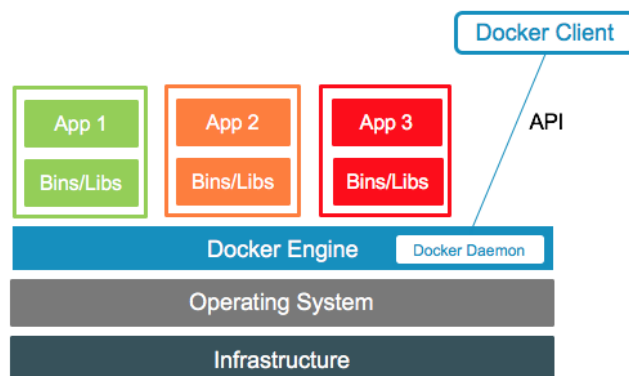 Docker Client
API
App 1
App 2
App 3
Bins/Libs
Bins/Libs
Bins/Libs
Docker Engine
Docker Daemon
Operating System
Infrastructure